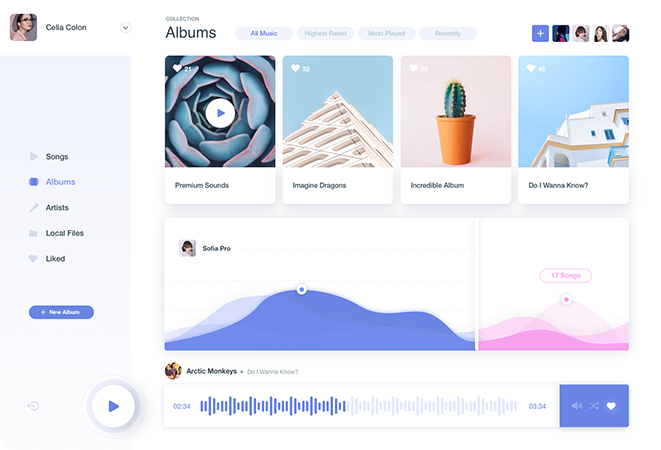 Celia Colon
COLLECTION
Albums
All Music
Highest Rated
Most Played
Recently
21
32
16
45
Songs
Albums
Artists
Local Files
Liked
+ New Album
Premium Sounds
Imagine Dragons
Incredible Album
Do I Wanna Know?
Sofia Pro
17 Songs
Arctic Monkeys • Do I Wanna Know?
02:34
03:34